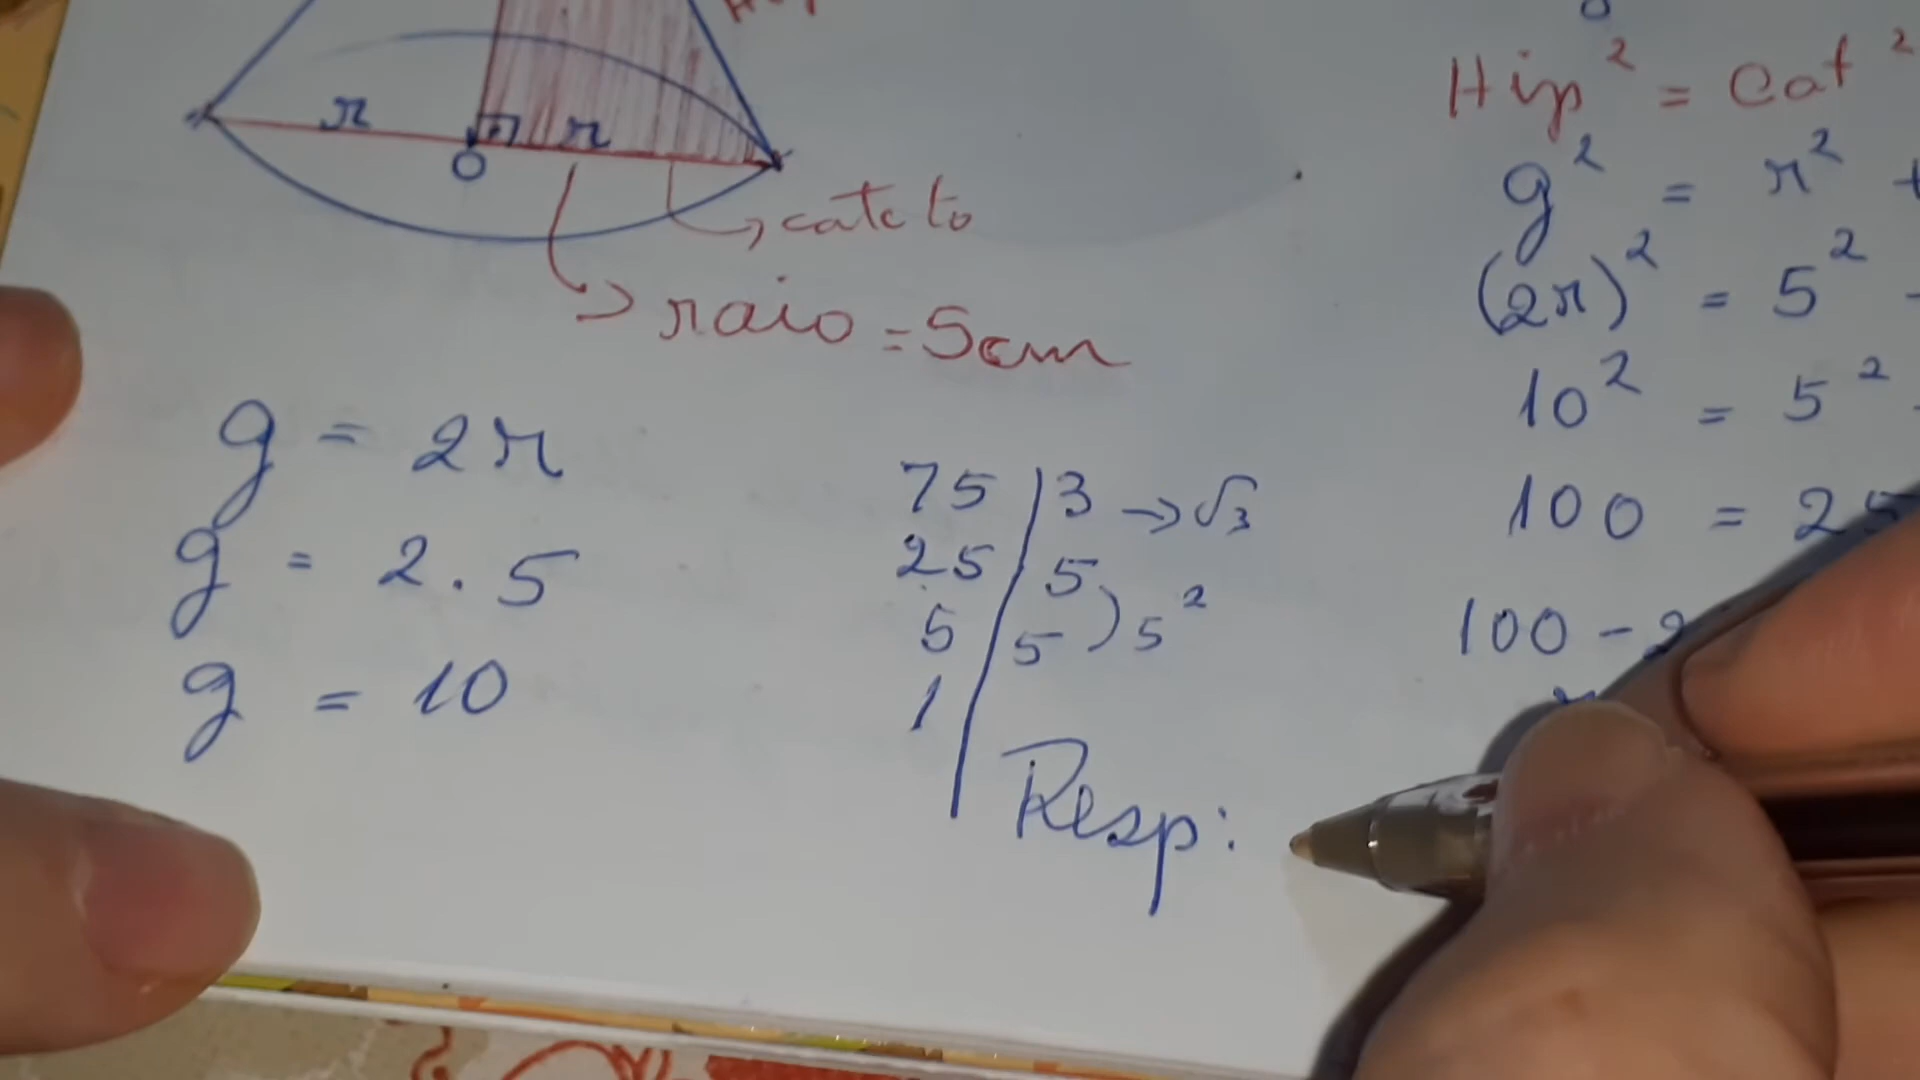 r
r
O
cateto
raio = 5cm
g = 2r
g = 2 . 5
g = 10
75 | 3 → √3
25 | 5
5 | 5 ) 5²
1
Resp:
Hip² = Cat²
g² = r² +
(2r)² = 5²
10² = 5²
100 = 25
100 -